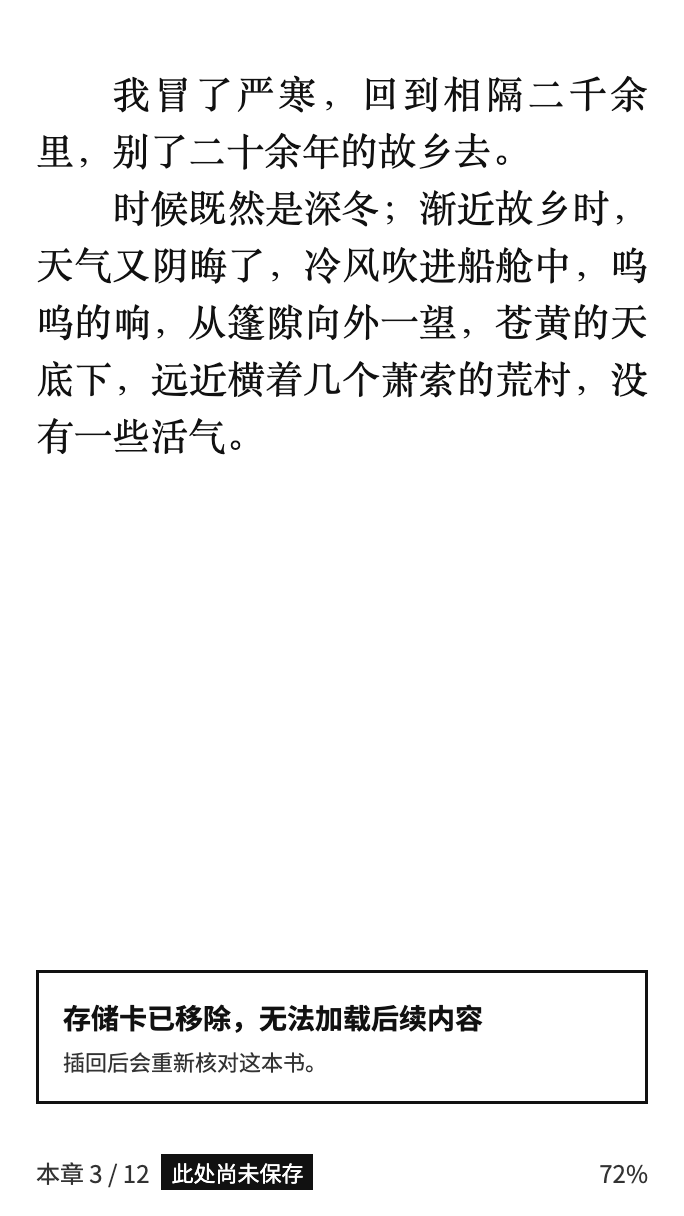 我冒了严寒，回到相隔二千余
里，别了二十余年的故乡去。
时候既然是深冬；渐近故乡时，
天气又阴晦了，冷风吹进船舱中，呜
呜的响，从篷隙向外一望，苍黄的天
底下，远近横着几个萧索的荒村，没
有一些活气。
存储卡已移除，无法加载后续内容
插回后会重新核对这本书。
本章 3 / 12 此处尚未保存 72%